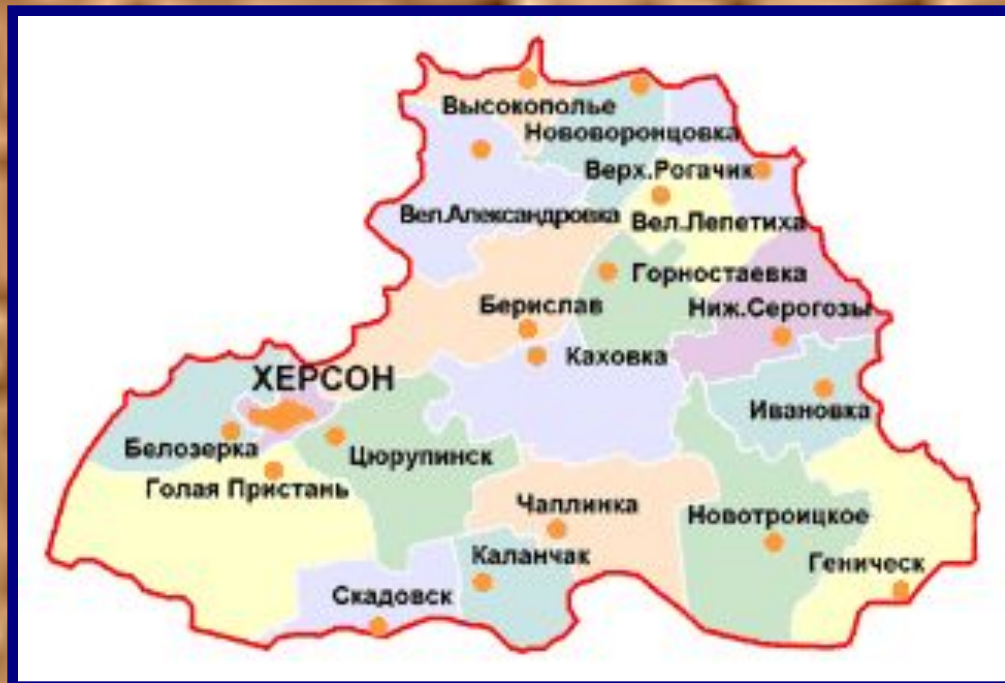 Высокополье
Нововоронцовка
Верх.Рогачик
Вел.Александровка
Вел.Лепетиха
Горностаевка
Берислав
Ниж.Серогозы
Каховка
ХЕРСОН
Ивановка
Белозерка
Цюрупинск
Голая Пристань
Чаплинка
Новотроицкое
Каланчак
Геническ
Скадовск